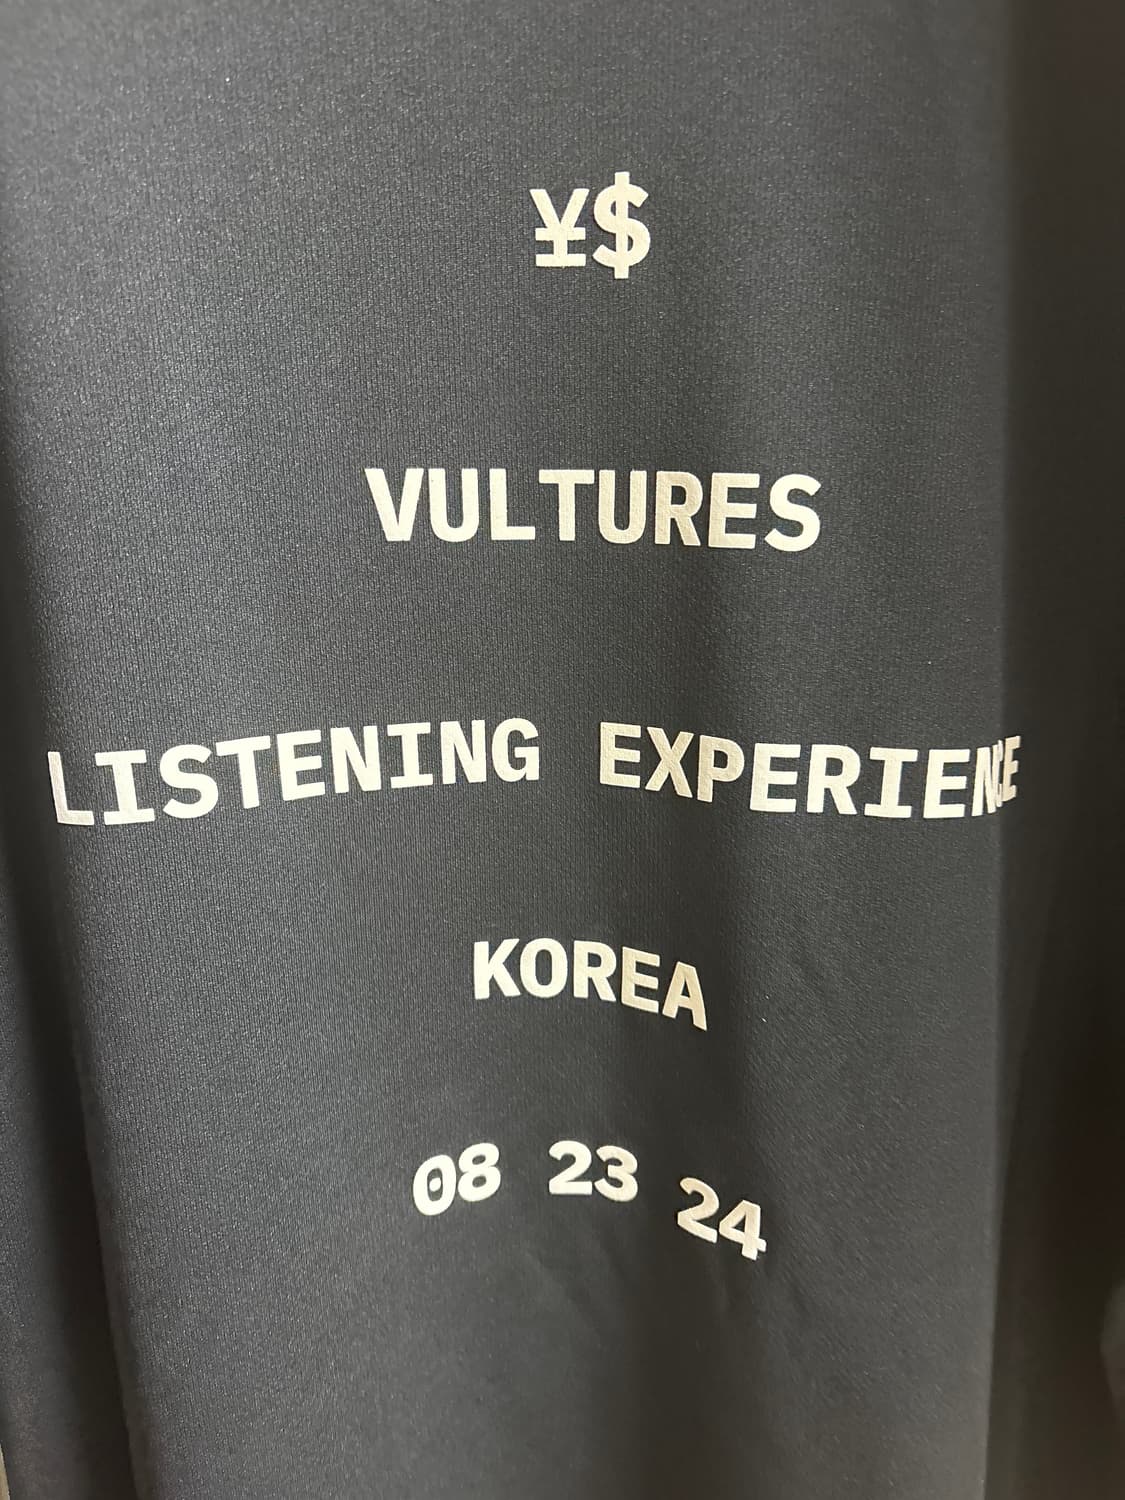 ¥$
VULTURES
LISTENING EXPERIENCE
KOREA
08 23 24